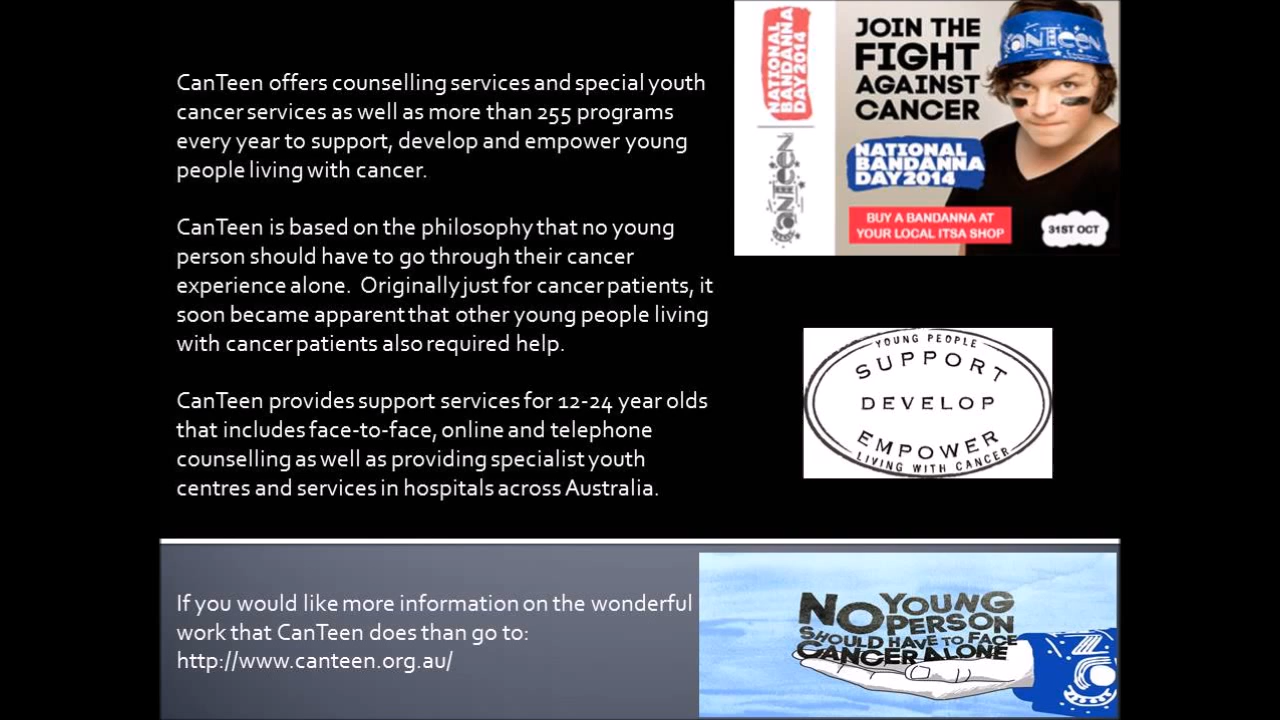 CanTeen offers counselling services and special youth
cancer services as well as more than 255 programs
every year to support, develop and empower young
people living with cancer.
CanTeen is based on the philosophy that no young
person should have to go through their cancer
experience alone.  Originally just for cancer patients, it
soon became apparent that other young people living
with cancer patients also required help.
CanTeen provides support services for 12-24 year olds
that includes face-to-face, online and telephone
counselling as well as providing specialist youth
centres and services in hospitals across Australia.
If you would like more information on the wonderful
work that CanTeen does than go to:
http://www.canteen.org.au/
NATIONAL
BANDANNA
DAY 2014
CanTeen
JOIN THE
FIGHT
AGAINST
CANCER
NATIONAL
BANDANNA
DAY 2014
BUY A BANDANNA AT
YOUR LOCAL ITSA SHOP
31ST OCT
CanTeen
YOUNG PEOPLE
SUPPORT
DEVELOP
EMPOWER
LIVING WITH CANCER
NO YOUNG
PERSON
SHOULD HAVE TO FACE
CANCER ALONE